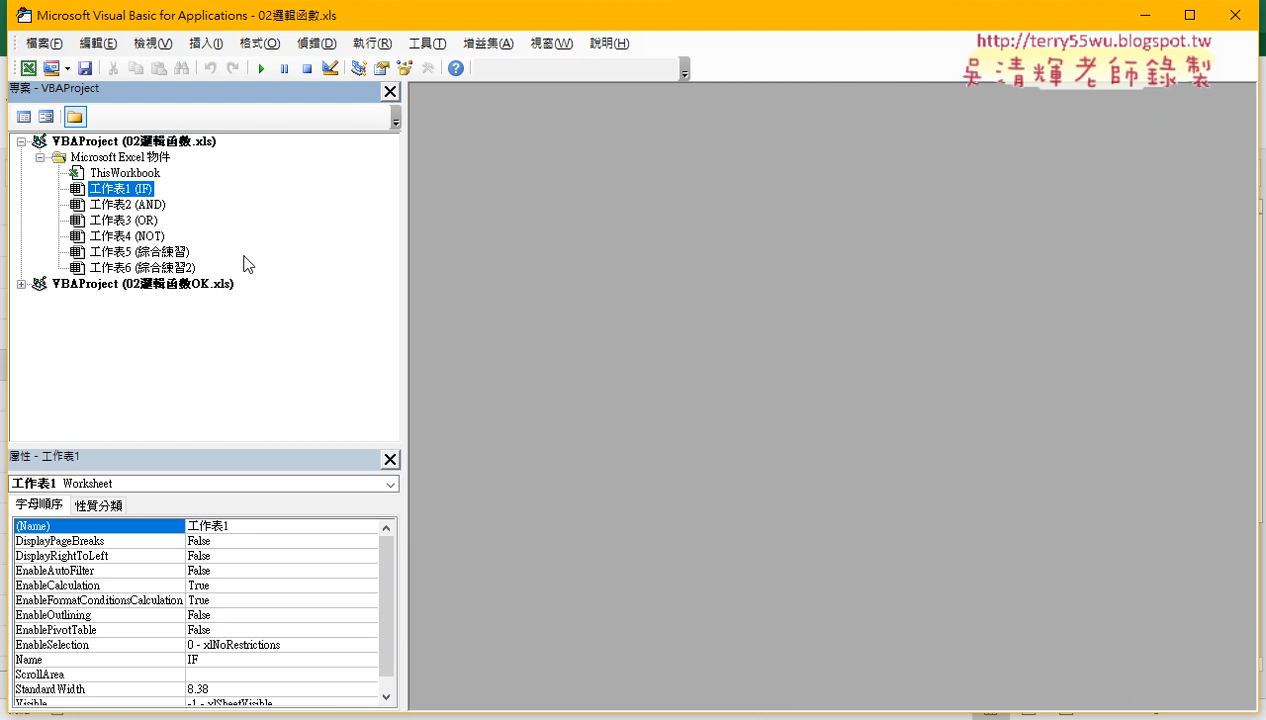 Microsoft Visual Basic for Applications - 02邏輯函數.xls
檔案(F) 編輯(E) 檢視(V) 插入(I) 格式(O) 偵錯(D) 執行(R) 工具(T) 增益集(A) 視窗(W) 說明(H)
http://terry55wu.blogspot.tw
吳清輝老師錄製
專案 - VBAProject
VBAProject (02邏輯函數.xls)
Microsoft Excel 物件
ThisWorkbook
工作表1 (IF)
工作表2 (AND)
工作表3 (OR)
工作表4 (NOT)
工作表5 (綜合練習)
工作表6 (綜合練習2)
VBAProject (02邏輯函數OK.xls)
屬性 - 工作表1
工作表1 Worksheet
字母順序 性質分類
(Name) 工作表1
DisplayPageBreaks False
DisplayRightToLeft False
EnableAutoFilter False
EnableCalculation True
EnableFormatConditionsCalculation True
EnableOutlining False
EnablePivotTable False
EnableSelection 0 - xlNoRestrictions
Name IF
ScrollArea
StandardWidth 8.38
Visible -1 - xlSheetVisible